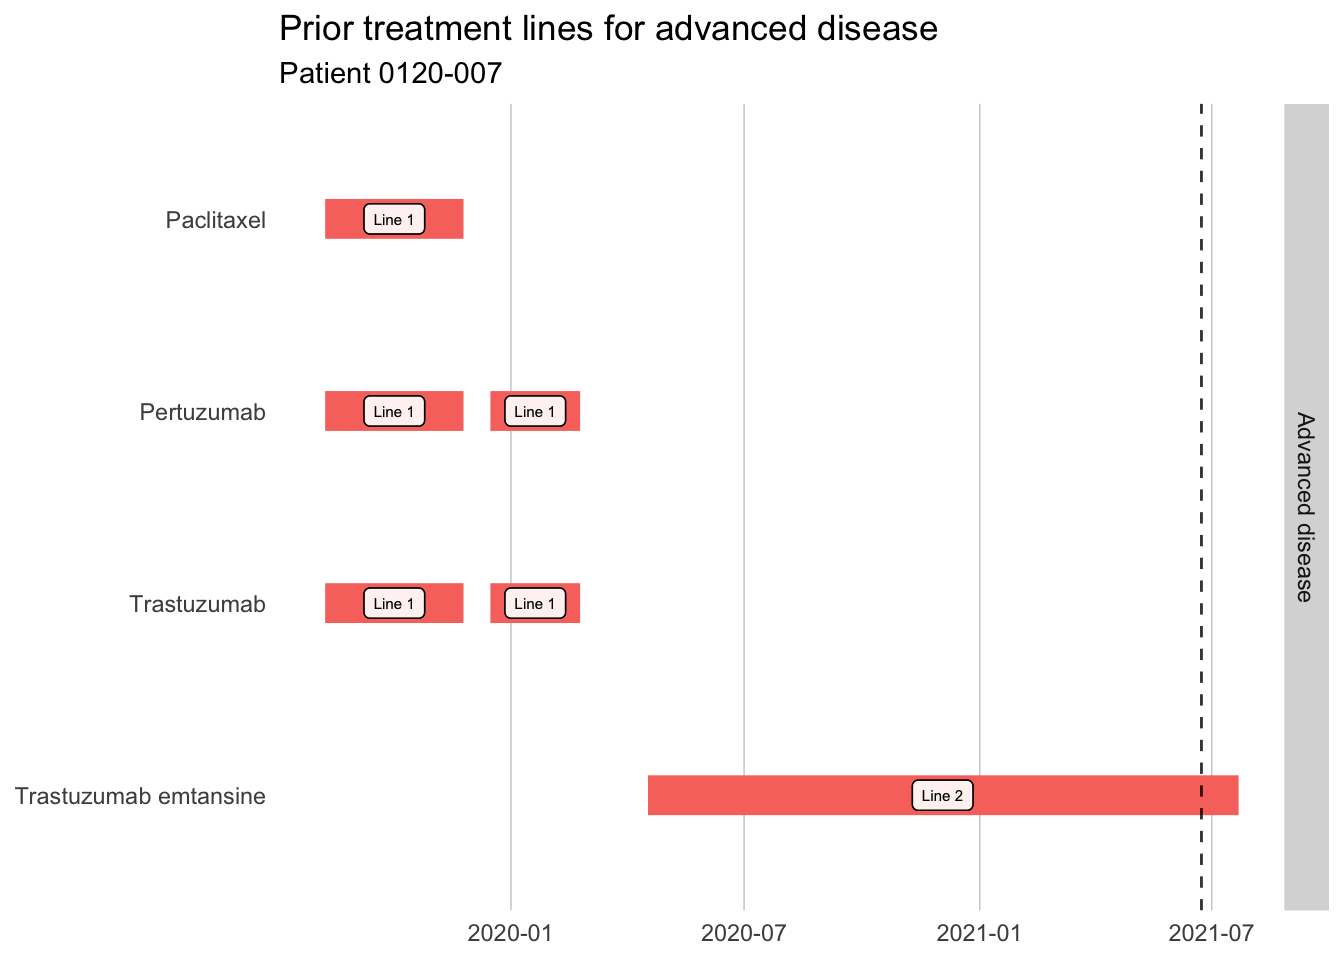 Prior treatment lines for advanced disease
Patient 0120-007
Paclitaxel
Line 1
Pertuzumab
Line 1
Line 1
Trastuzumab
Line 1
Line 1
Trastuzumab emtansine
Line 2
Advanced disease
2020-01
2020-07
2021-01
2021-07